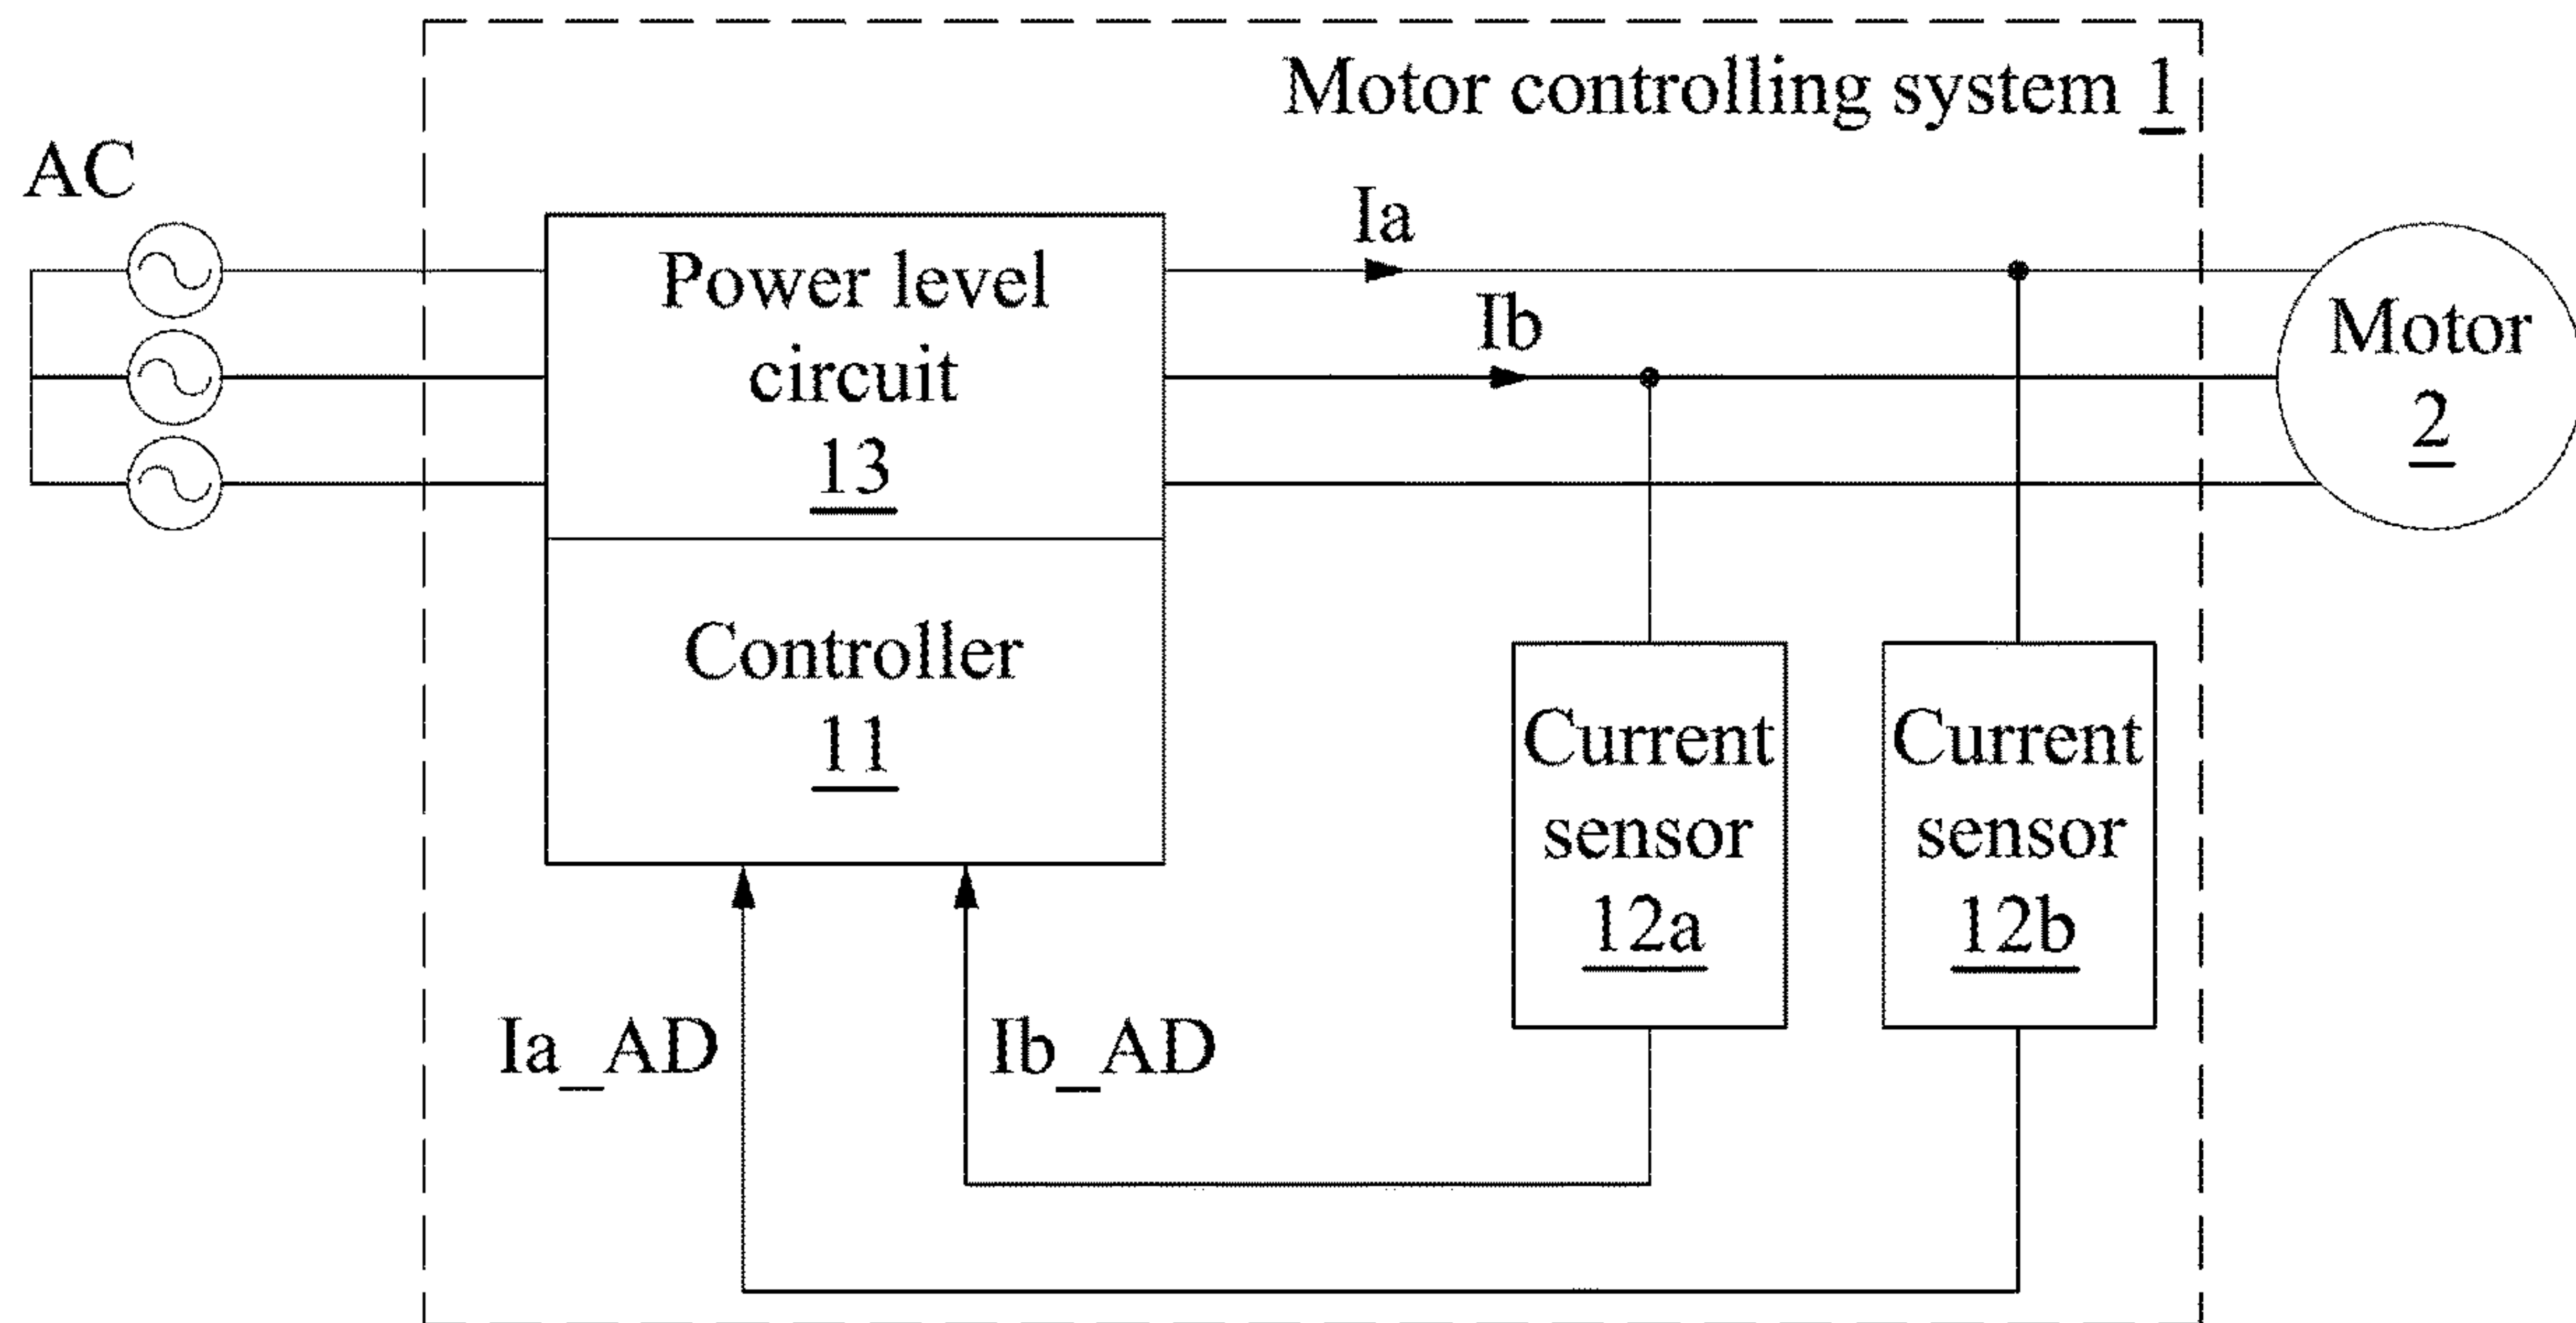 Motor controlling system 1
AC
Ia
Ib
Power level
circuit
13
Motor
2
Controller
11
Current
sensor
12a
Current
sensor
12b
Ia_AD
Ib_AD